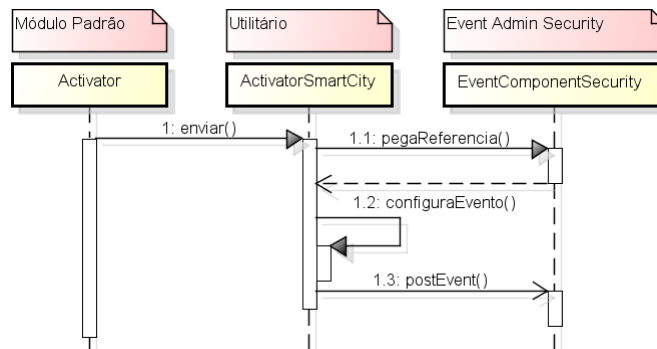 Módulo Padrão
Utilitário
Event Admin Security
Activator
ActivatorSmartCity
EventComponentSecurity
1: enviar()
1.1: pegaReferencia()
1.2: configuraEvento()
1.3: postEvent()